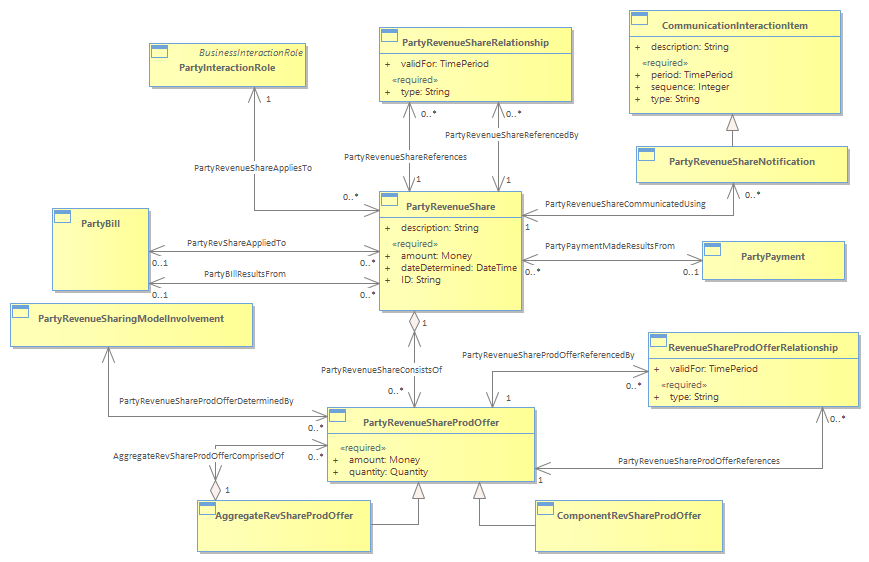 CommunicationInteractionItem
+ description: String
«required»
+ period: TimePeriod
+ sequence: Integer
+ type: String
PartyRevenueShareRelationship
+ validFor: TimePeriod
«required»
+ type: String
BusinessInteractionRole
PartyInteractionRole
1
0..*
0..*
PartyRevenueShareReferencedBy
PartyRevenueShareReferences
PartyRevenueShareAppliesTo
PartyRevenueShareNotification
1
1
0..*
0..*
PartyRevenueShare
+ description: String
«required»
+ amount: Money
+ dateDetermined: DateTime
+ ID: String
PartyRevenueShareCommunicatedUsing
1
PartyBill
PartyRevShareAppliedTo
0..1
0..*
PartyBillResultsFrom
0..1
0..*
PartyPaymentMadeResultsFrom
0..*
0..1
PartyPayment
PartyRevenueSharingModelInvolvement
1
PartyRevenueShareConsistsOf
0..*
PartyRevenueShareProdOfferReferencedBy
0..*
1
RevenueShareProdOfferRelationship
+ validFor: TimePeriod
«required»
+ type: String
PartyRevenueShareProdOfferDeterminedBy
0..*
PartyRevenueShareProdOffer
«required»
+ amount: Money
+ quantity: Quantity
0..*
PartyRevenueShareProdOfferReferences
1
AggregateRevShareProdOfferComprisedOf
0..*
1
AggregateRevShareProdOffer
ComponentRevShareProdOffer